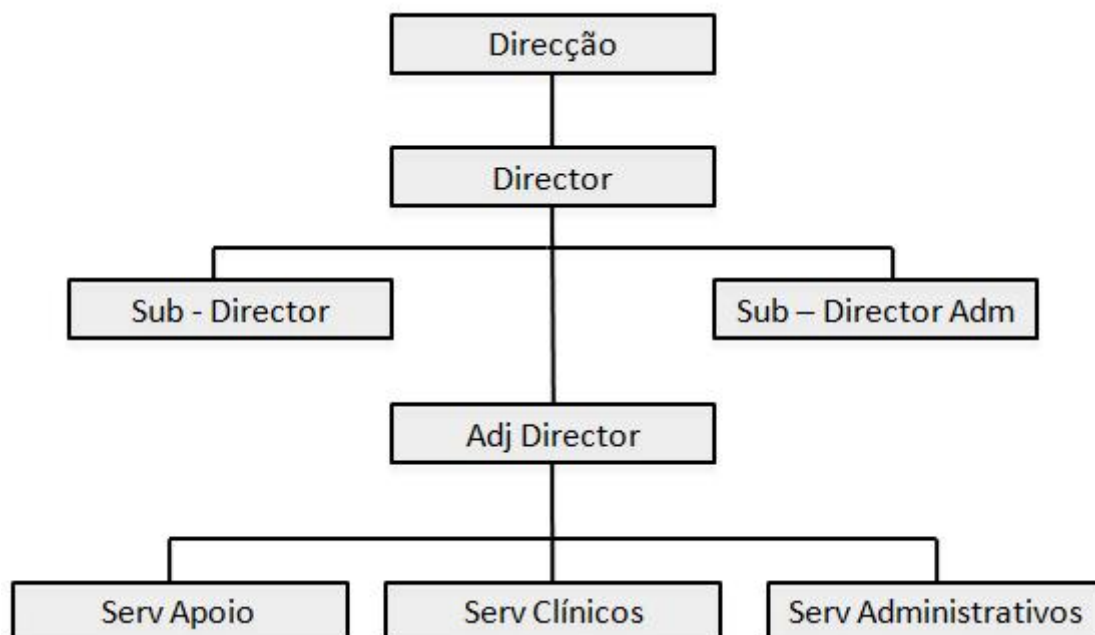 Direcção
Director
Sub - Director
Sub – Director Adm
Adj Director
Serv Apoio
Serv Clínicos
Serv Administrativos